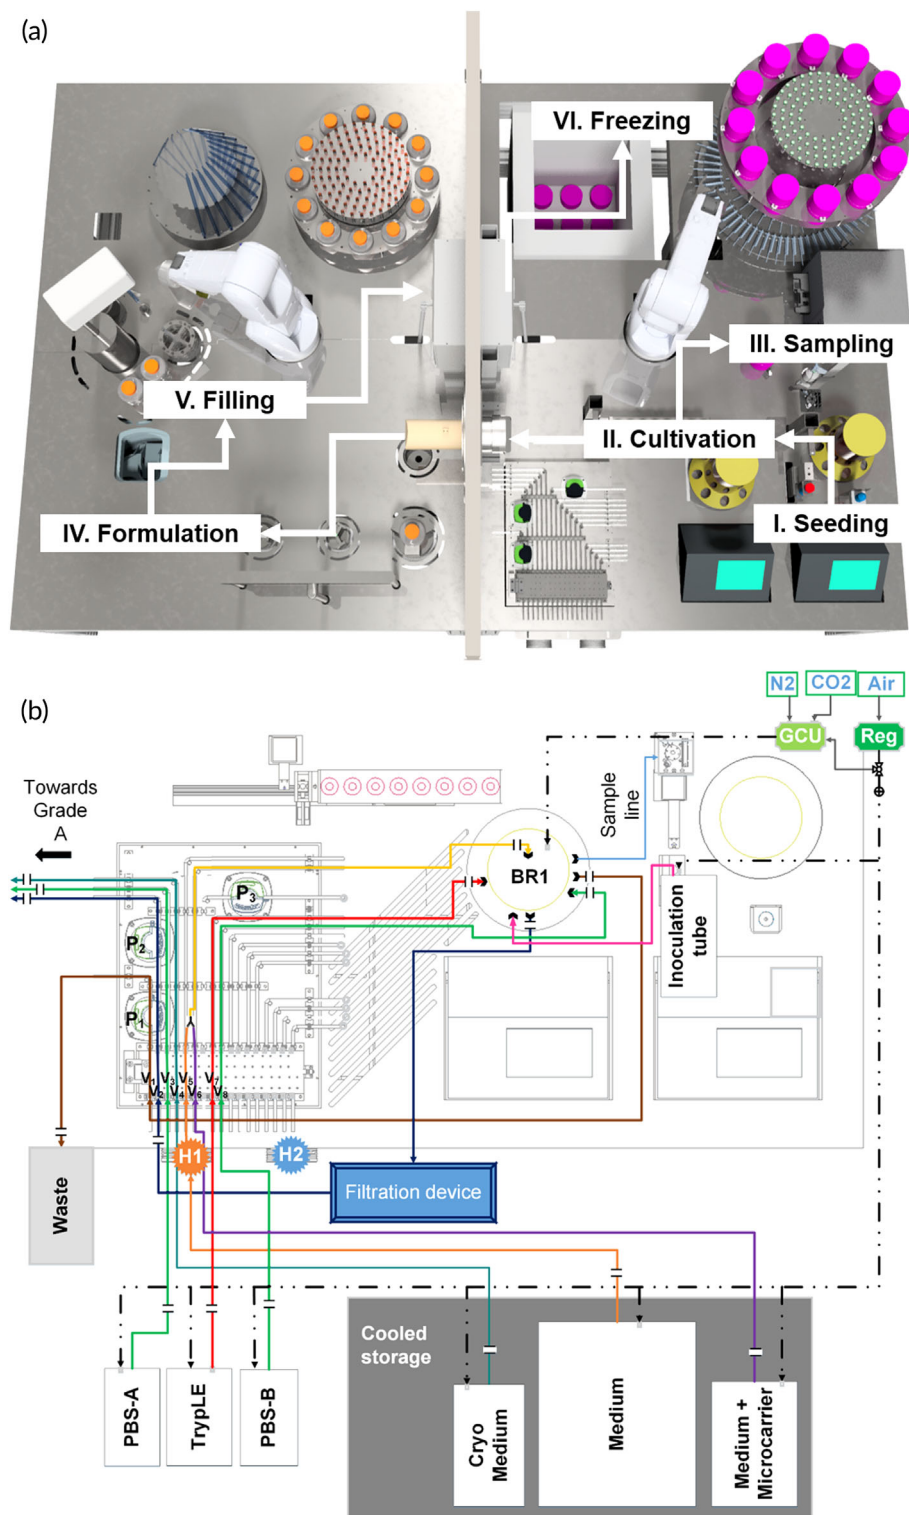 (a)
VI. Freezing
III. Sampling
V. Filling
II. Cultivation
IV. Formulation
I. Seeding
(b)
N2
CO2
Air
GCU
Reg
Towards
Grade
A
Sample
line
BR1
P3
P2
P1
Inoculation
tube
V1
V3
V5
V7
V2
V4
V6
V8
H1
H2
Filtration device
Waste
Cooled
storage
PBS-A
TrypLE
PBS-B
Cryo
Medium
Medium
Medium +
Microcarrier